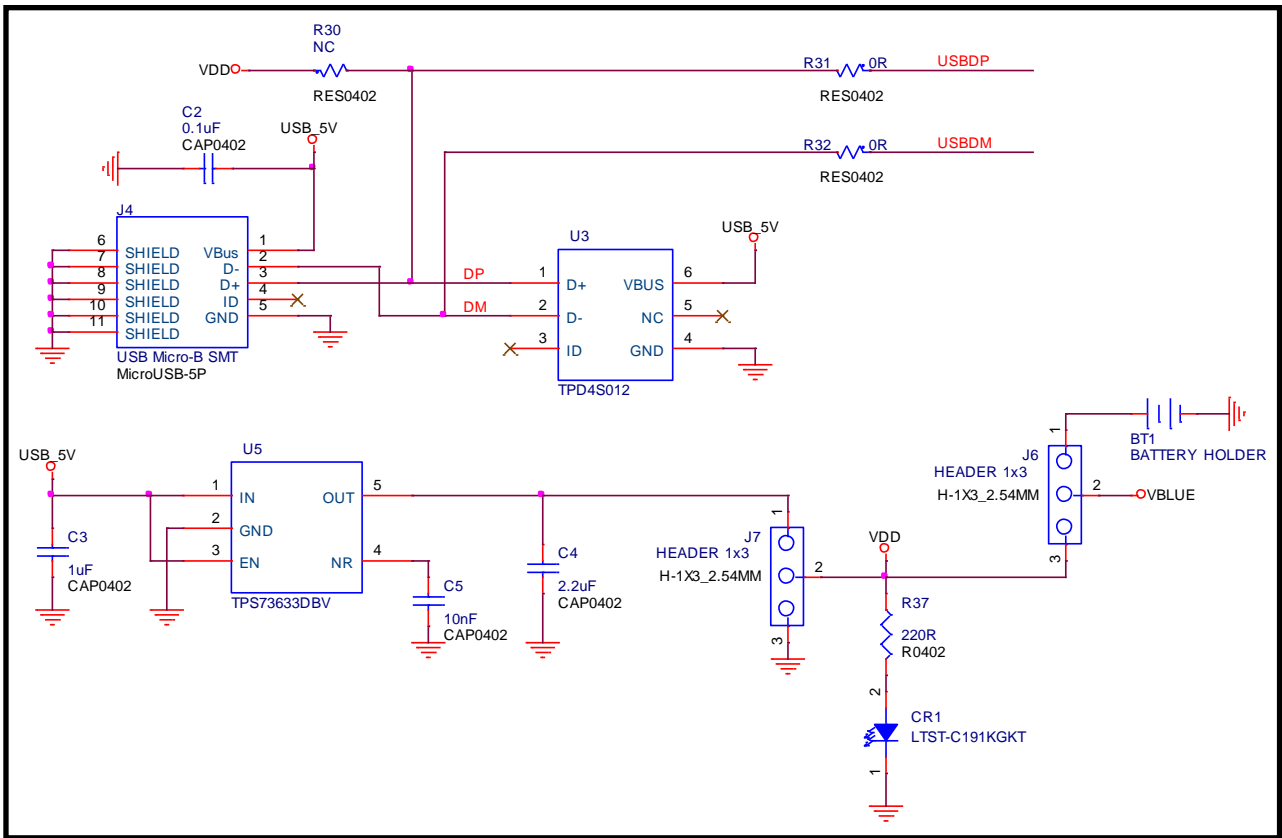 R30
NC
VDD
RES0402
R31 0R
USBDP
RES0402
C2
0.1uF
CAP0402
USB_5V
R32 0R
USBDM
RES0402
J4
6 SHIELD
7 SHIELD
8 SHIELD
9 SHIELD
10 SHIELD
11 SHIELD
VBus 1
D- 2
D+ 3
ID 4
GND 5
USB Micro-B SMT
MicroUSB-5P
DP
DM
U3
1 D+
2 D-
3 ID
VBUS 6
NC 5
GND 4
TPD4S012
USB_5V
USB_5V
C3
1uF
CAP0402
U5
1 IN
2 GND
3 EN
OUT 5
NR 4
TPS73633DBV
C5
10nF
CAP0402
C4
2.2uF
CAP0402
J7
HEADER 1x3
H-1X3_2.54MM
1
2
3
VDD
R37
220R
R0402
2
CR1
LTST-C191KGKT
1
J6
HEADER 1x3
H-1X3_2.54MM
1
2
3
VBLUE
BT1
BATTERY HOLDER